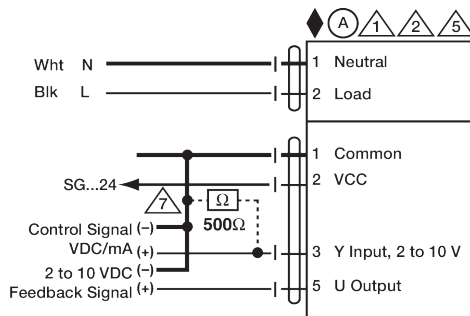 A 1 2 5
Wht N 1 Neutral
Blk L 2 Load
1 Common
SG...24 2 VCC
7 Ω
500Ω
Control Signal (–)
VDC/mA (+) 3 Y Input, 2 to 10 V
2 to 10 VDC (–)
Feedback Signal (+) 5 U Output